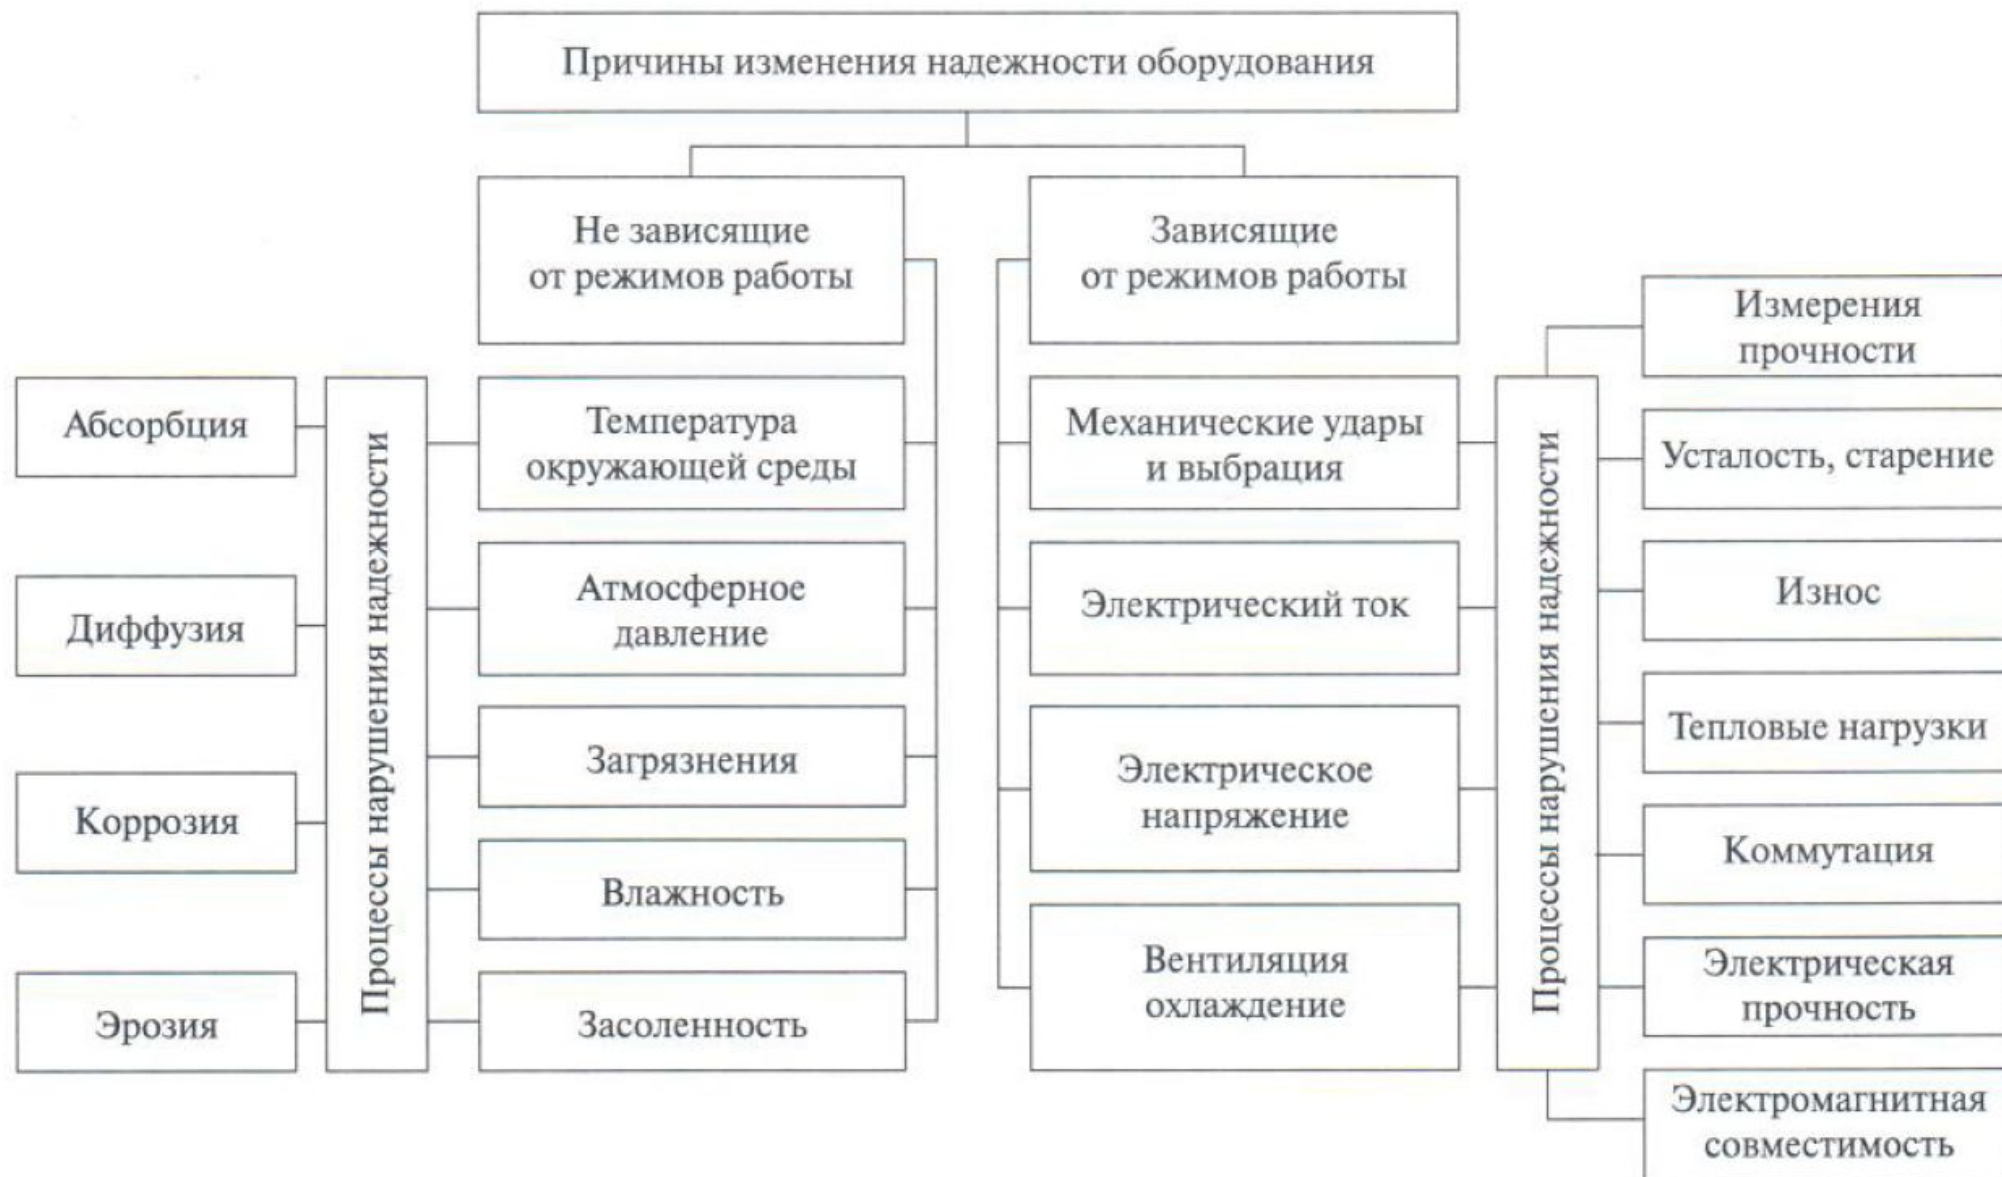 Причины изменения надежности оборудования
Не зависящие
от режимов работы
Зависящие
от режимов работы
Абсорбция
Диффузия
Коррозия
Эрозия
Процессы нарушения надежности
Температура
окружающей среды
Атмосферное
давление
Загрязнения
Влажность
Засоленность
Механические удары
и выбрация
Электрический ток
Электрическое
напряжение
Вентиляция
охлаждение
Процессы нарушения надежности
Измерения
прочности
Усталость, старение
Износ
Тепловые нагрузки
Коммутация
Электрическая
прочность
Электромагнитная
совместимость